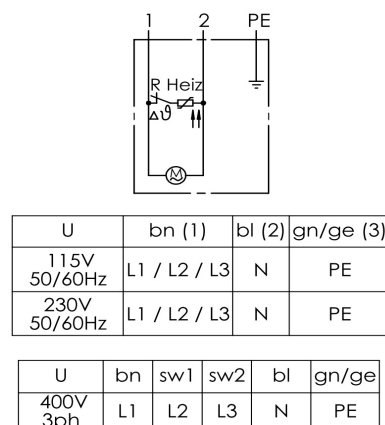 1 2 PE
R Heiz
Δϑ
M
U bn (1) bl (2) gn/ge (3)
115V 50/60Hz L1 / L2 / L3 N PE
230V 50/60Hz L1 / L2 / L3 N PE
U bn sw1 sw2 bl gn/ge
400V 3ph L1 L2 L3 N PE